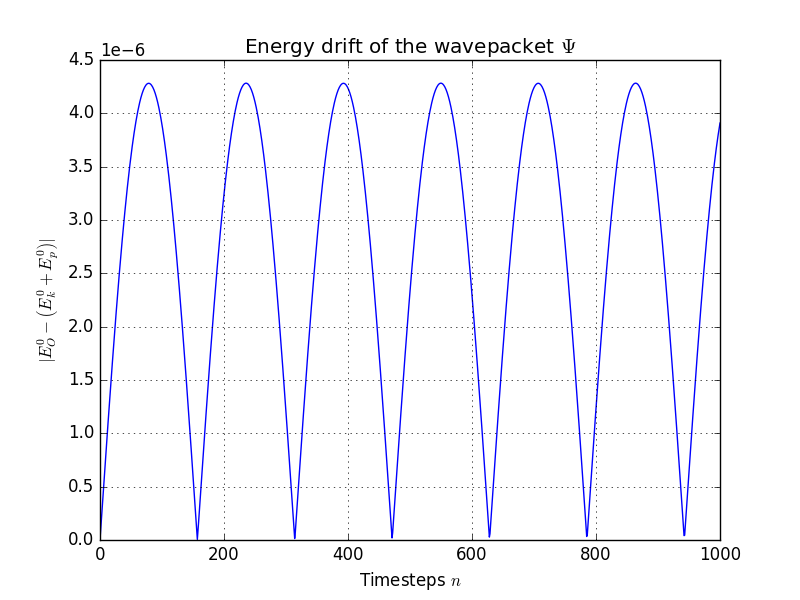 Energy drift of the wavepacket Ψ
1e−6
4.5
4.0
3.5
3.0
2.5
2.0
1.5
1.0
0.5
0.0
|E_O^0 − (E_k^0 + E_p^0)|
0 200 400 600 800 1000
Timesteps n